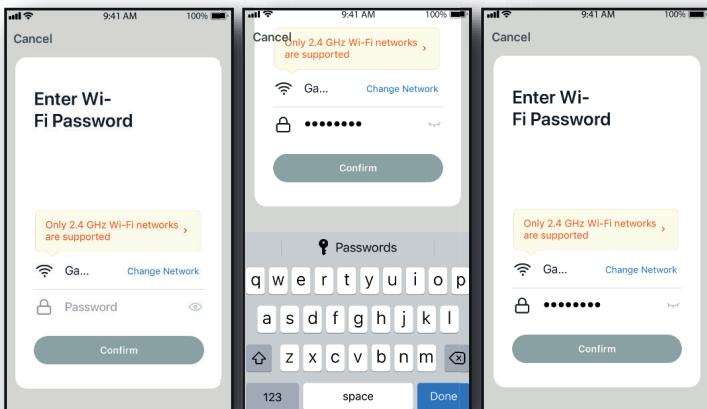 9:41 AM 100%
Cancel
Enter Wi-
Fi Password
Only 2.4 GHz Wi-Fi networks
are supported
Ga... Change Network
Password
Confirm
9:41 AM 100%
Cancel
Only 2.4 GHz Wi-Fi networks
are supported
Ga... Change Network
••••••••
Confirm
Passwords
q w e r t y u i o p
a s d f g h j k l
z x c v b n m
123 space Done
9:41 AM 100%
Cancel
Enter Wi-
Fi Password
Only 2.4 GHz Wi-Fi networks
are supported
Ga... Change Network
••••••••
Confirm